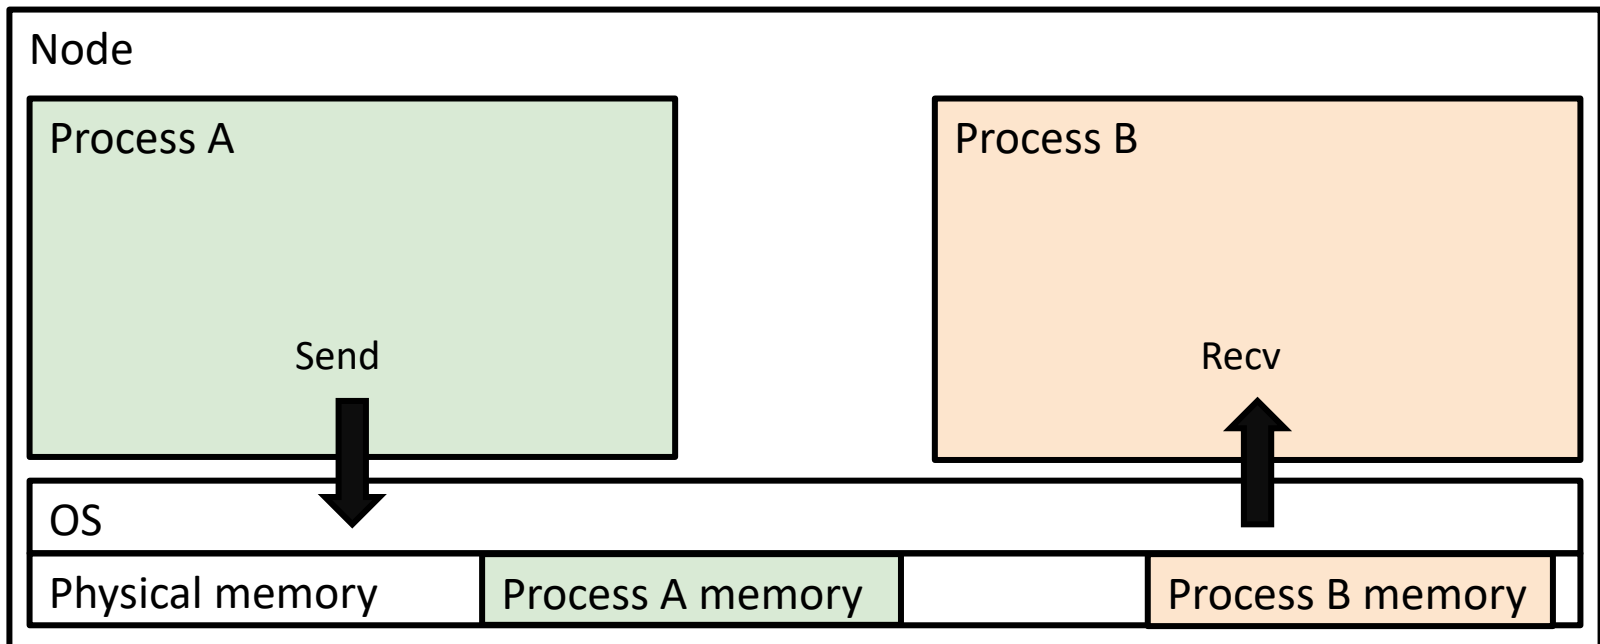 Node
Process A
Process B
Send
Recv
OS
Physical memory
Process A memory
Process B memory